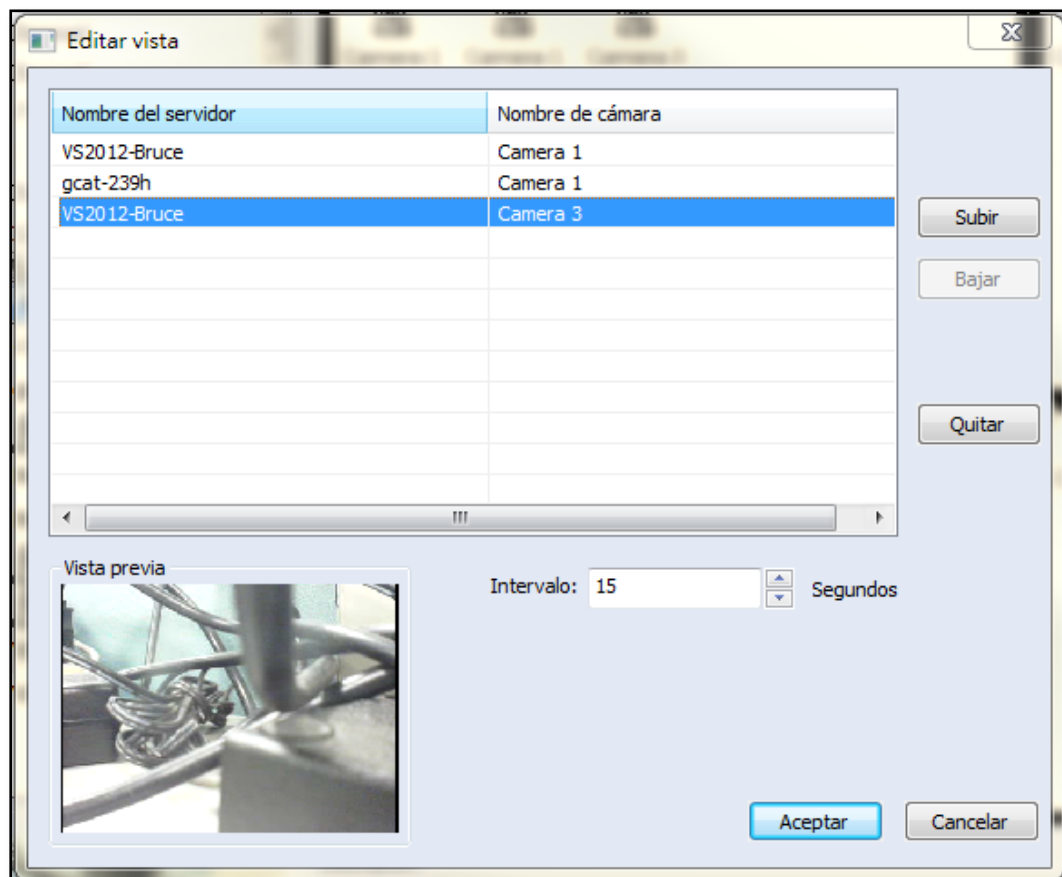 Editar vista
Nombre del servidor Nombre de cámara
VS2012-Bruce Camera 1
gcat-239h Camera 1
VS2012-Bruce Camera 3
Subir
Bajar
Quitar
Vista previa
Intervalo: 15 Segundos
Aceptar Cancelar